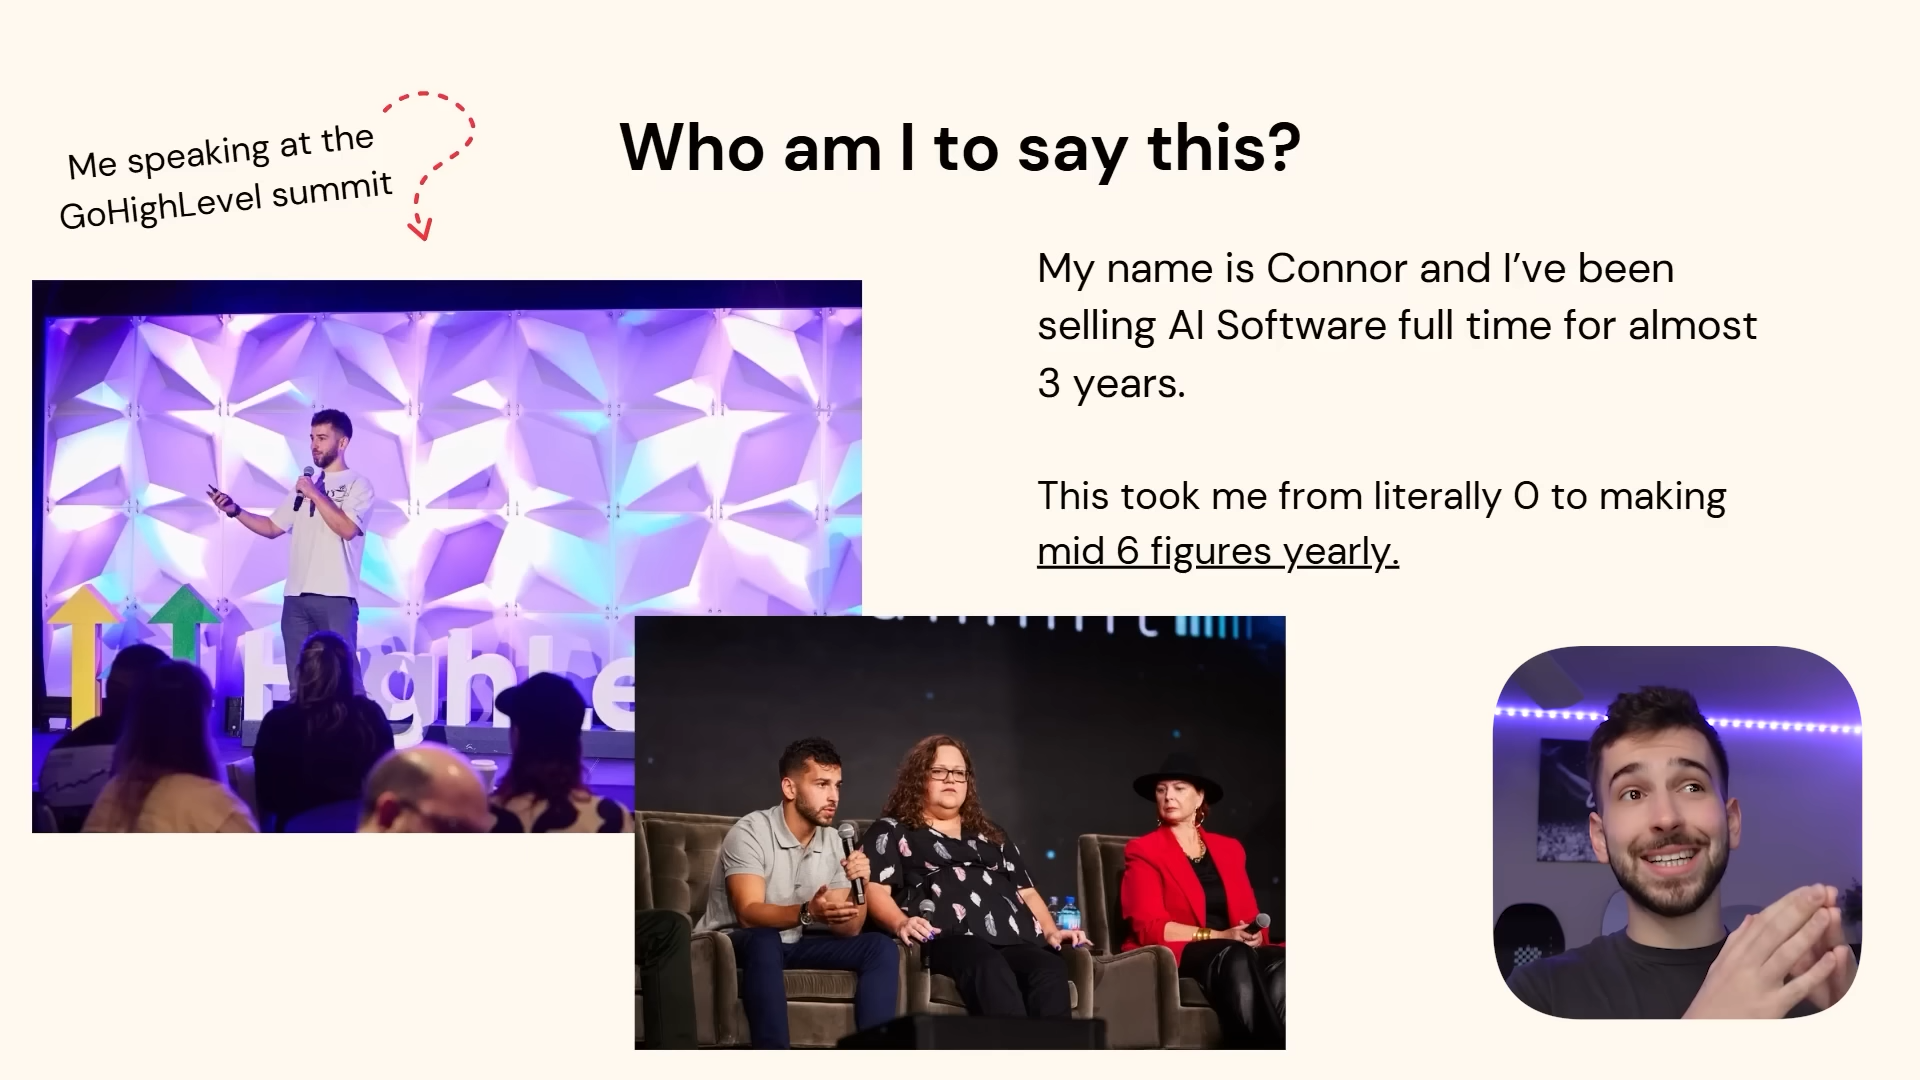 Me speaking at the
GoHighLevel summit
Who am I to say this?
My name is Connor and I’ve been
selling AI Software full time for almost
3 years.
This took me from literally 0 to making
mid 6 figures yearly.
HighLe